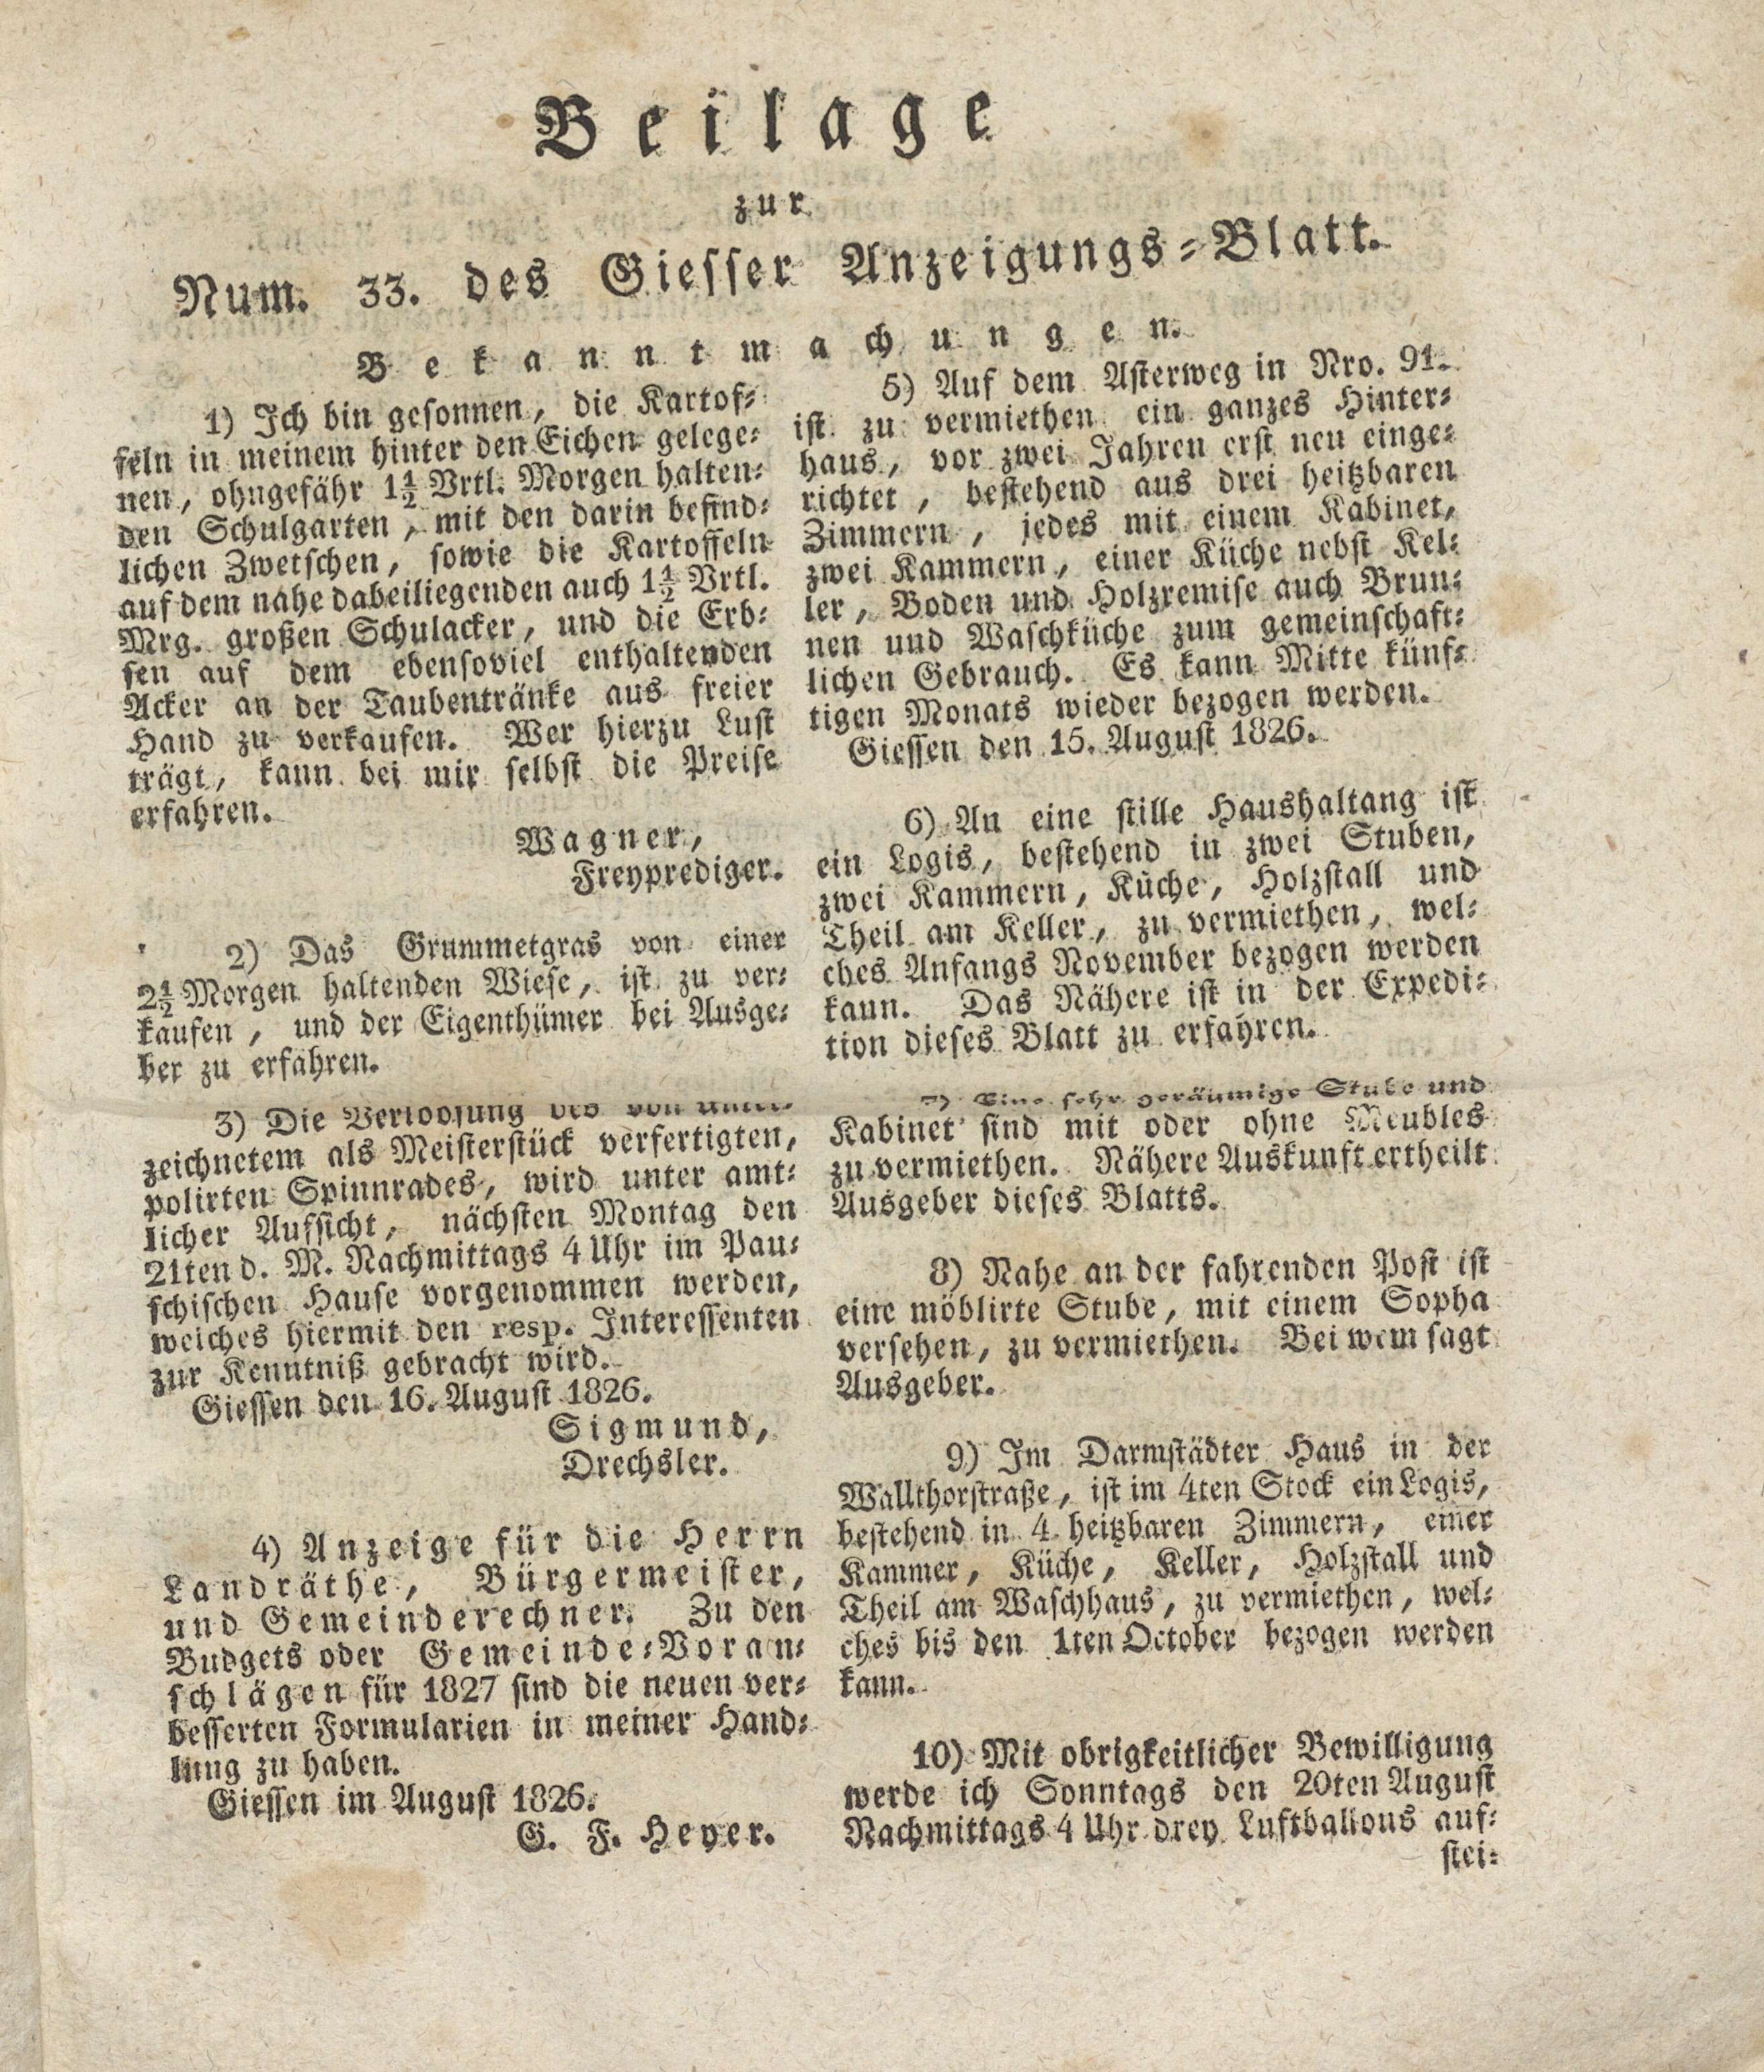 Beilage
zur
Num. 33. des Giesser Anzeigungs-Blatt.
Bekanntmachungen.
1) Ich bin gesonnen, die Kartof-
feln in meinem hinter den Eichen gelege-
nen, ohngefähr 1½ Vrtl. Morgen halten-
den Schulgarten, mit den darin befind-
lichen Zwetschen, sowie die Kartoffeln
auf dem nahe dabeiliegenden auch 1½ Vrtl.
Mrg. großen Schulacker, und die Erb-
sen auf dem ebensoviel enthaltenden
Acker an der Taubentränke aus freier
Hand zu verkaufen. Wer hierzu Lust
trägt, kann bei mir selbst die Preise
erfahren.
Wagner,
Freyprediger.
2) Das Grummetgras von einer
2½ Morgen haltenden Wiese, ist zu ver-
kaufen, und der Eigenthümer bei Ausge-
ber zu erfahren.
3) Die Verloosung des von unter-
zeichnetem als Meisterstück verfertigten,
polirten Spinnrades, wird unter amt-
licher Aufsicht, nächsten Montag den
21ten d. M. Nachmittags 4 Uhr im Pau-
schischen Hause vorgenommen werden,
welches hiermit den resp. Interessenten
zur Kenntniß gebracht wird.
Giessen den 16. August 1826.
Sigmund,
Drechsler.
4) Anzeige für die Herrn
Landräthe, Bürgermeister,
und Gemeinderechner. Zu den
Budgets oder Gemeinde-Voran-
schlägen für 1827 sind die neuen ver-
besserten Formularien in meiner Hand-
lung zu haben.
Giessen im August 1826.
G. F. Heyer.
5) Auf dem Asterweg in Nro. 91.
ist zu vermiethen ein ganzes Hinter-
haus, vor zwei Jahren erst neu einge-
richtet, bestehend aus drei heitzbaren
Zimmern, jedes mit einem Kabinet,
zwei Kammern, einer Küche nebst Kel-
ler, Boden und Holzremise auch Brun-
nen und Waschküche zum gemeinschaft-
lichen Gebrauch. Es kann Mitte künf-
tigen Monats wieder bezogen werden.
Giessen den 15. August 1826.
6) An eine stille Haushaltang ist
ein Logis, bestehend in zwei Stuben,
zwei Kammern, Küche, Holzstall und
Theil am Keller, zu vermiethen, wel-
ches Anfangs November bezogen werden
kann. Das Nähere ist in der Expedi-
tion dieses Blatt zu erfahren.
7) Eine sehr geräumige Stube und
Kabinet sind mit oder ohne Meubles
zu vermiethen. Nähere Auskunft ertheilt
Ausgeber dieses Blatts.
8) Nahe an der fahrenden Post ist
eine möblirte Stube, mit einem Sopha
versehen, zu vermiethen. Bei wem sagt
Ausgeber.
9) Im Darmstädter Haus in der
Wallthorstraße, ist im 4ten Stock ein Logis,
bestehend in 4 heitzbaren Zimmern, einer
Kammer, Küche, Keller, Holzstall und
Theil am Waschhaus, zu vermiethen, wel-
ches bis den 1ten October bezogen werden
kann.
10) Mit obrigkeitlicher Bewilligung
werde ich Sonntags den 20ten August
Nachmittags 4 Uhr drey Luftballons auf-
stei-